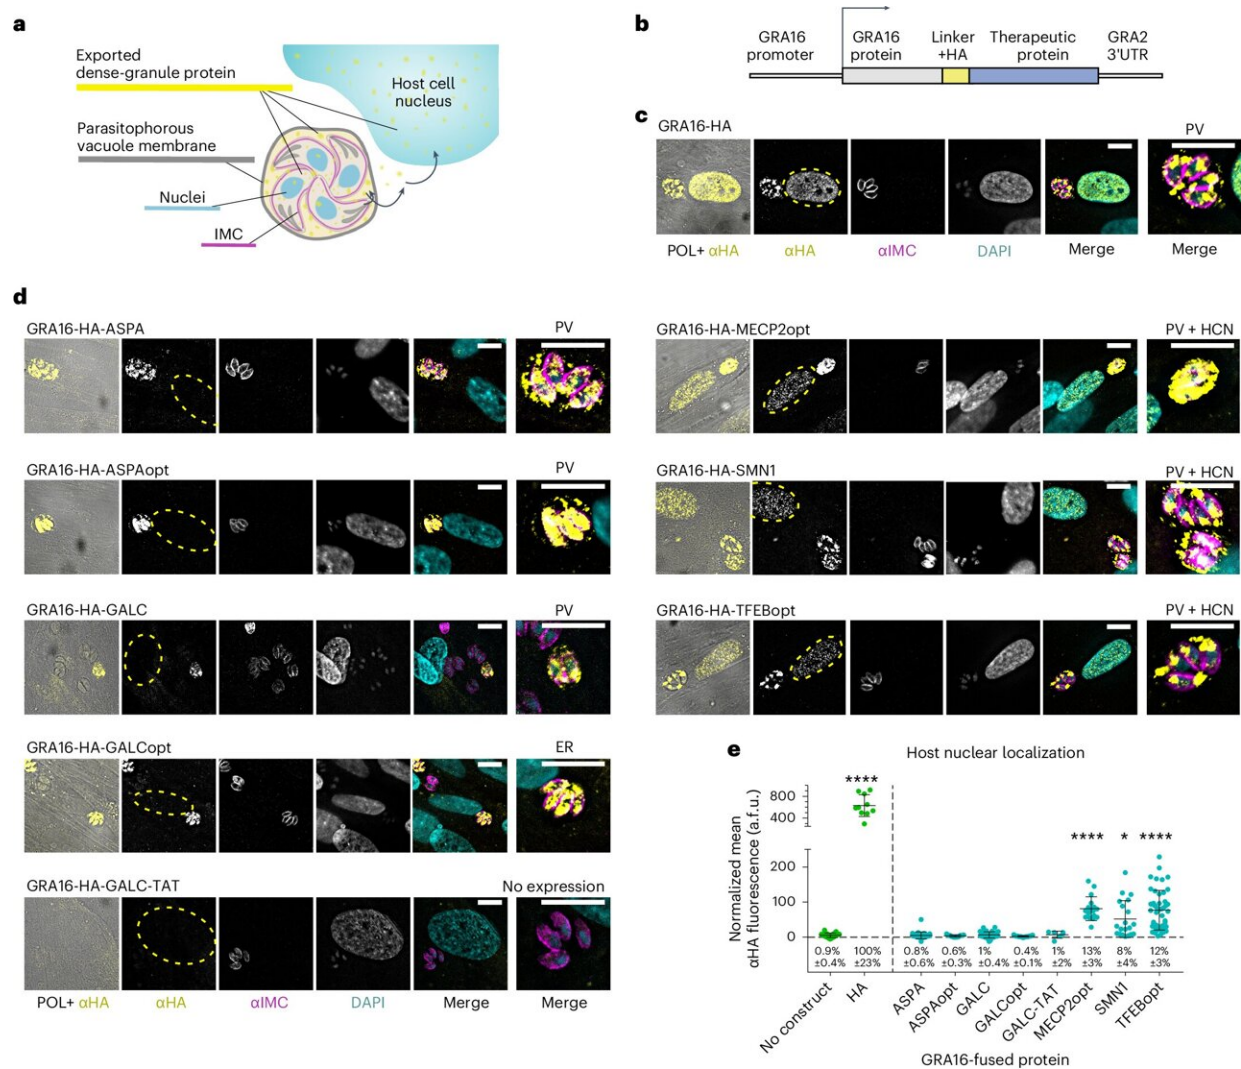 a
Exported
dense-granule protein
Host cell
nucleus
Parasitophorous
vacuole membrane
Nuclei
IMC
b
GRA16
promoter
GRA16
protein
Linker
+HA
Therapeutic
protein
GRA2
3'UTR
c
GRA16-HA
PV
POL+ αHA
αHA
αIMC
DAPI
Merge
Merge
d
GRA16-HA-ASPA
PV
GRA16-HA-ASPAopt
PV
GRA16-HA-GALC
PV
GRA16-HA-GALCopt
ER
GRA16-HA-GALC-TAT
No expression
POL+ αHA
αHA
αIMC
DAPI
Merge
Merge
GRA16-HA-MECP2opt
PV + HCN
GRA16-HA-SMN1
PV + HCN
GRA16-HA-TFEBopt
PV + HCN
e
Host nuclear localization
Normalized mean
αHA fluorescence (a.f.u.)
800
400
200
100
0
****
****
*
****
0.9%
±0.4%
100%
±23%
0.8%
±0.6%
0.6%
±0.3%
1%
±0.4%
0.4%
±0.1%
1%
±2%
13%
±3%
8%
±4%
12%
±3%
No construct
HA
ASPA
ASPAopt
GALC
GALCopt
GALC-TAT
MECP2opt
SMN1
TFEBopt
GRA16-fused protein